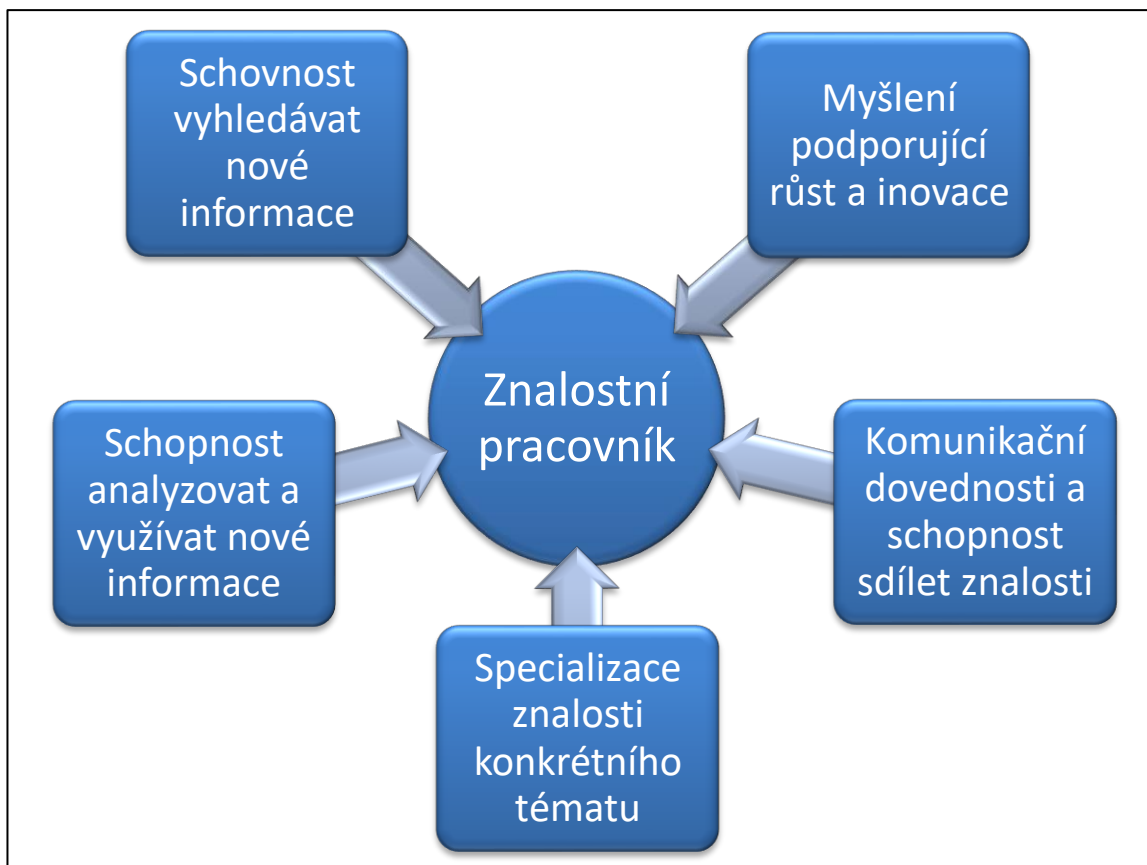 Schovnost
vyhledávat
nové
informace
Myšlení
podporující
růst a inovace
Znalostní
pracovník
Schopnost
analyzovat a
využívat nové
informace
Komunikační
dovednosti a
schopnost
sdílet znalosti
Specializace
znalosti
konkrétního
tématu